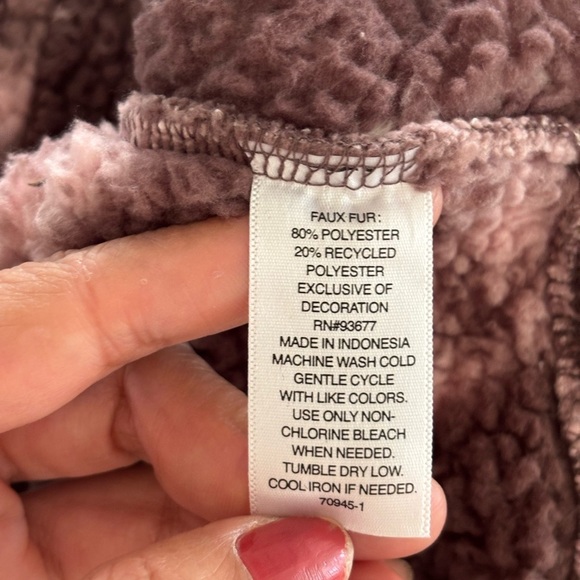 FAUX FUR:
80% POLYESTER
20% RECYCLED
POLYESTER
EXCLUSIVE OF
DECORATION
RN#93677
MADE IN INDONESIA
MACHINE WASH COLD
GENTLE CYCLE
WITH LIKE COLORS.
USE ONLY NON-
CHLORINE BLEACH
WHEN NEEDED.
TUMBLE DRY LOW.
COOL IRON IF NEEDED.
70945-1